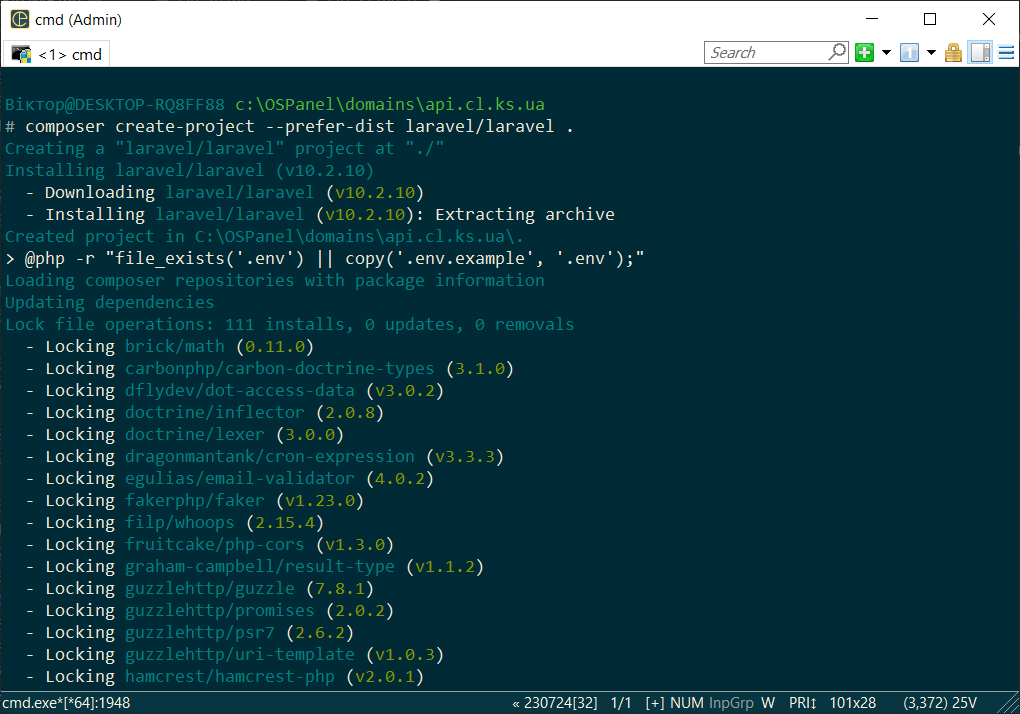 cmd (Admin)
<1> cmd
Search
Віктор@DESKTOP-RQ8FF88 c:\OSPanel\domains\api.cl.ks.ua
# composer create-project --prefer-dist laravel/laravel .
Creating a "laravel/laravel" project at "./"
Installing laravel/laravel (v10.2.10)
  - Downloading laravel/laravel (v10.2.10)
  - Installing laravel/laravel (v10.2.10): Extracting archive
Created project in C:\OSPanel\domains\api.cl.ks.ua\.
> @php -r "file_exists('.env') || copy('.env.example', '.env');"
Loading composer repositories with package information
Updating dependencies
Lock file operations: 111 installs, 0 updates, 0 removals
  - Locking brick/math (0.11.0)
  - Locking carbonphp/carbon-doctrine-types (3.1.0)
  - Locking dflydev/dot-access-data (v3.0.2)
  - Locking doctrine/inflector (2.0.8)
  - Locking doctrine/lexer (3.0.0)
  - Locking dragonmantank/cron-expression (v3.3.3)
  - Locking egulias/email-validator (4.0.2)
  - Locking fakerphp/faker (v1.23.0)
  - Locking filp/whoops (2.15.4)
  - Locking fruitcake/php-cors (v1.3.0)
  - Locking graham-campbell/result-type (v1.1.2)
  - Locking guzzlehttp/guzzle (7.8.1)
  - Locking guzzlehttp/promises (2.0.2)
  - Locking guzzlehttp/psr7 (2.6.2)
  - Locking guzzlehttp/uri-template (v1.0.3)
  - Locking hamcrest/hamcrest-php (v2.0.1)
cmd.exe*[*64]:1948 « 230724[32] 1/1 [+] NUM InpGrp W PRI↕ 101x28 (3,372) 25V